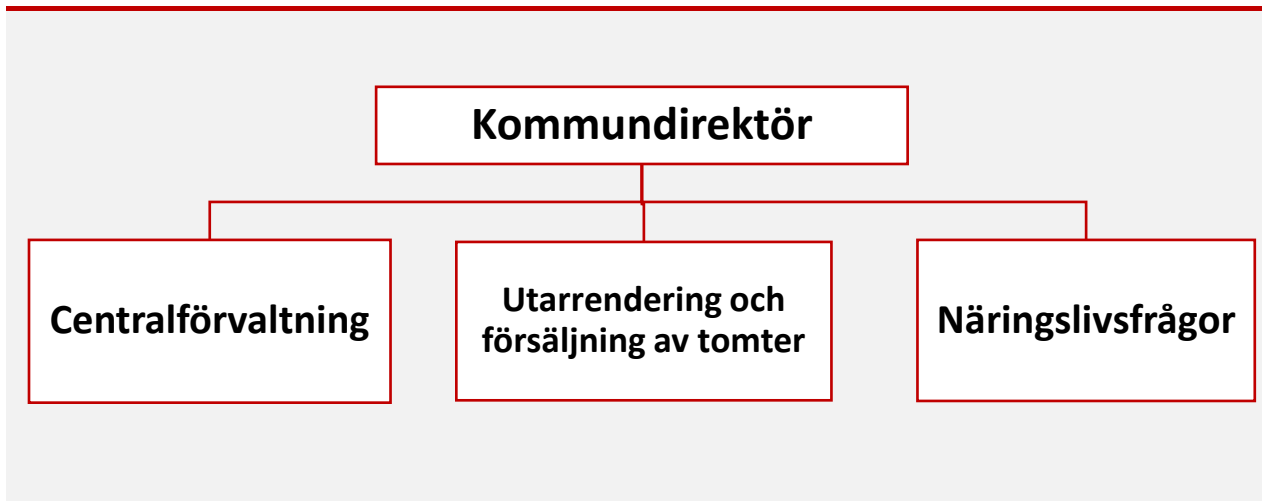 Kommundirektör
Centralförvaltning
Utarrendering och
försäljning av tomter
Näringslivsfrågor